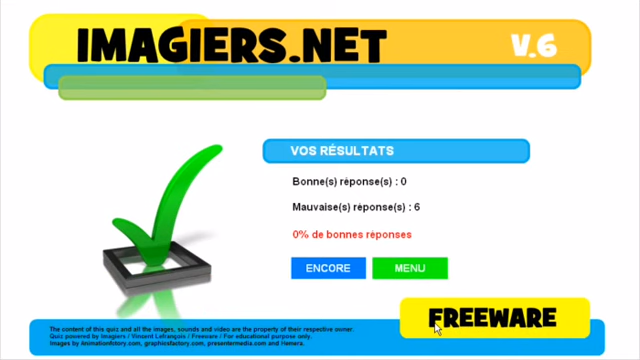 IMAGIERS.NET
V.6
VOS RÉSULTATS
Bonne(s) réponse(s) : 0
Mauvaise(s) réponse(s) : 6
0% de bonnes réponses
ENCORE
MENU
FREEWARE
The content of this quiz and all the images, sounds and video are the property of their respective owner.
Quiz powered by Imagiers / Vincent Lefrançois / Freeware / For educational purpose only.
Images by Animationfctory.com, graphicsfactory.com, presentermedia.com and Hemera.